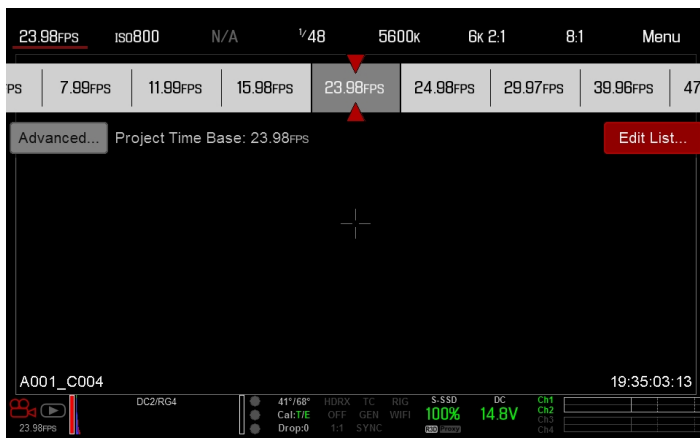 23.98FPS ISO800 N/A 1/48 5600K 6K 2:1 8:1 Menu
PS 7.99FPS 11.99FPS 15.98FPS 23.98FPS 24.98FPS 29.97FPS 39.96FPS 47
Advanced... Project Time Base: 23.98FPS Edit List...
A001_C004 19:35:03:13
DC2/RG4 41°/68° HDRX TC RIG S-SSD DC Ch1
Cal:T/E OFF GEN WIFI 100% 14.8V Ch2
Ch3
23.98FPS Drop:0 1:1 SYNC R3D Proxy Ch4